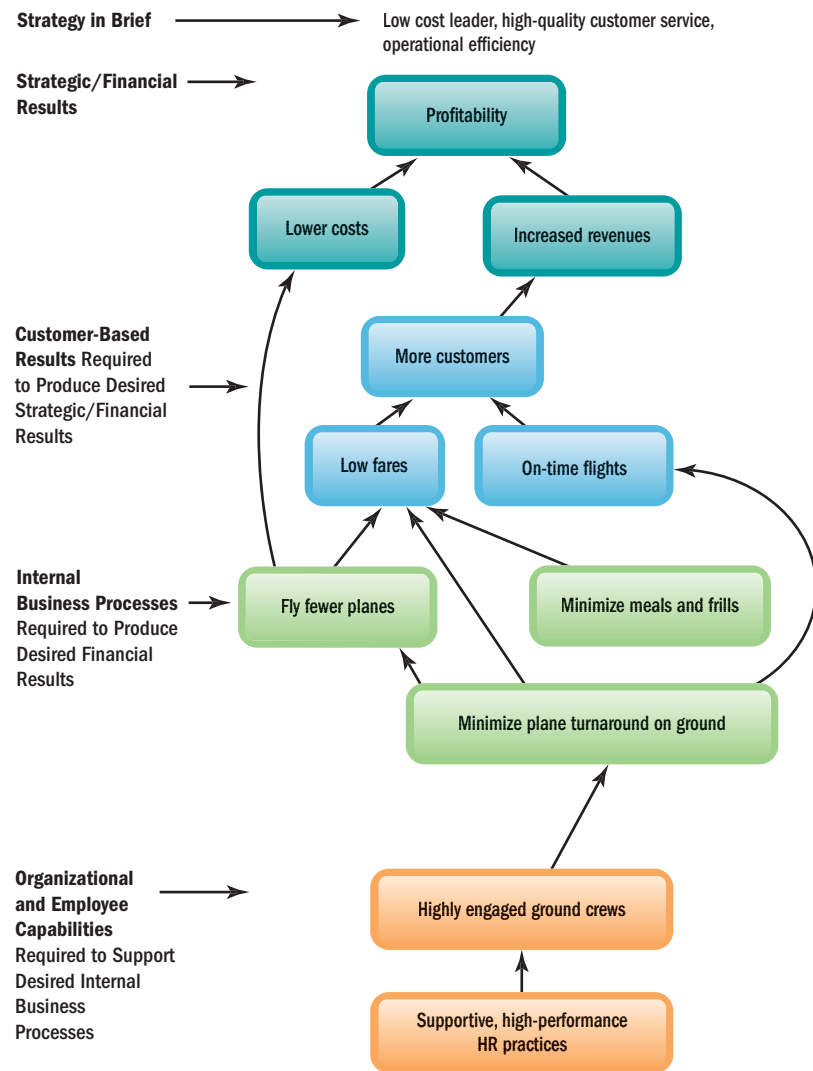 Strategy in Brief
Low cost leader, high-quality customer service,
operational efficiency
Strategic/Financial
Results
Profitability
Lower costs
Increased revenues
Customer-Based
Results Required
to Produce Desired
Strategic/Financial
Results
More customers
Low fares
On-time flights
Internal
Business Processes
Required to Produce
Desired Financial
Results
Fly fewer planes
Minimize meals and frills
Minimize plane turnaround on ground
Organizational
and Employee
Capabilities
Required to Support
Desired Internal
Business
Processes
Highly engaged ground crews
Supportive, high-performance
HR practices